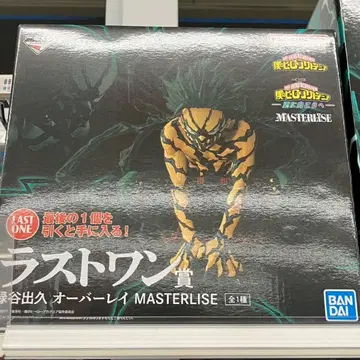 僕のヒーローアカデミア
僕のヒーローアカデミア
MASTERLISE
LAST
ONE
最後の1個を
引くと手に入る!
ラストワン賞
緑谷出久 オーバーレイ MASTERLISE 全1種
BAN
DAI